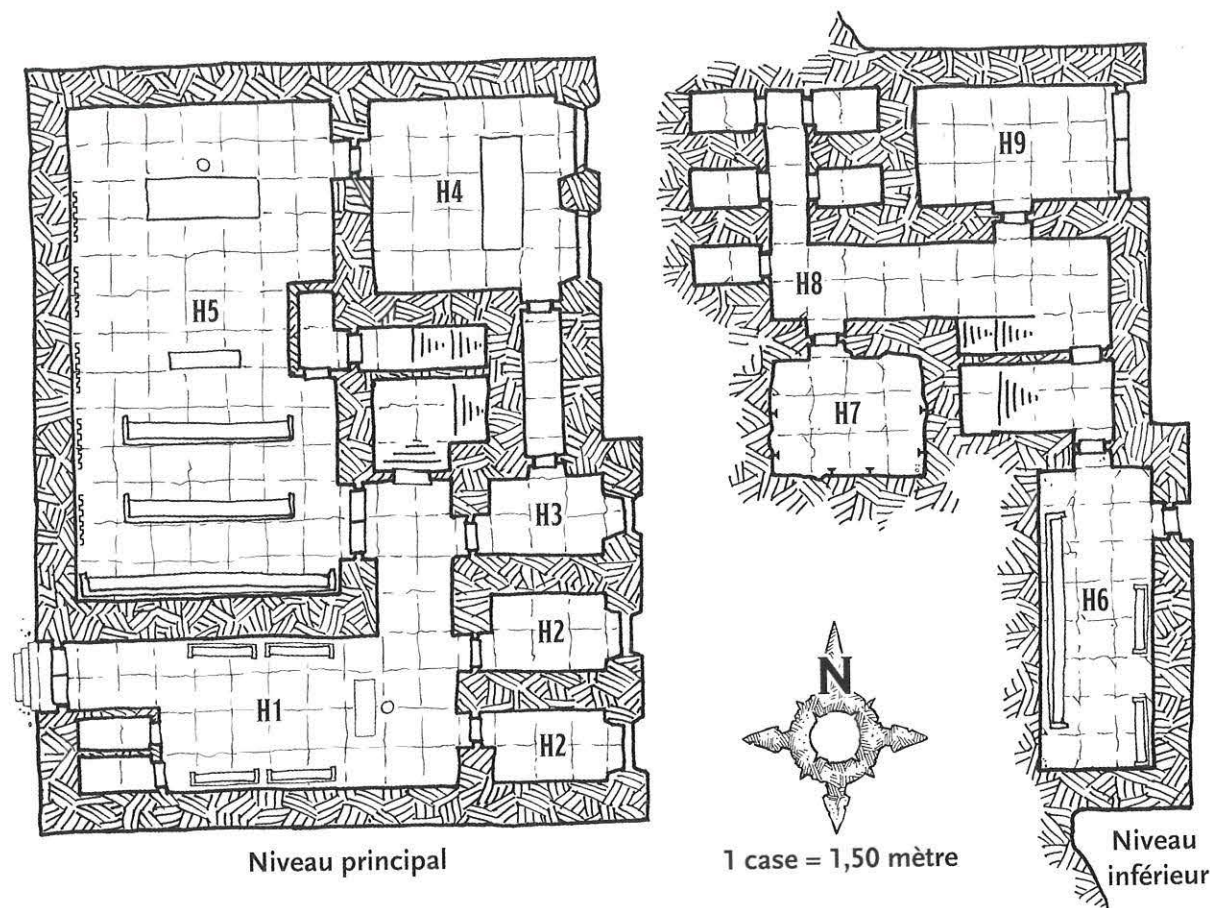 H5
H4
H3
H2
H1
H2
Niveau principal
H9
H8
H7
H6
N
1 case = 1,50 mètre
Niveau
inférieur